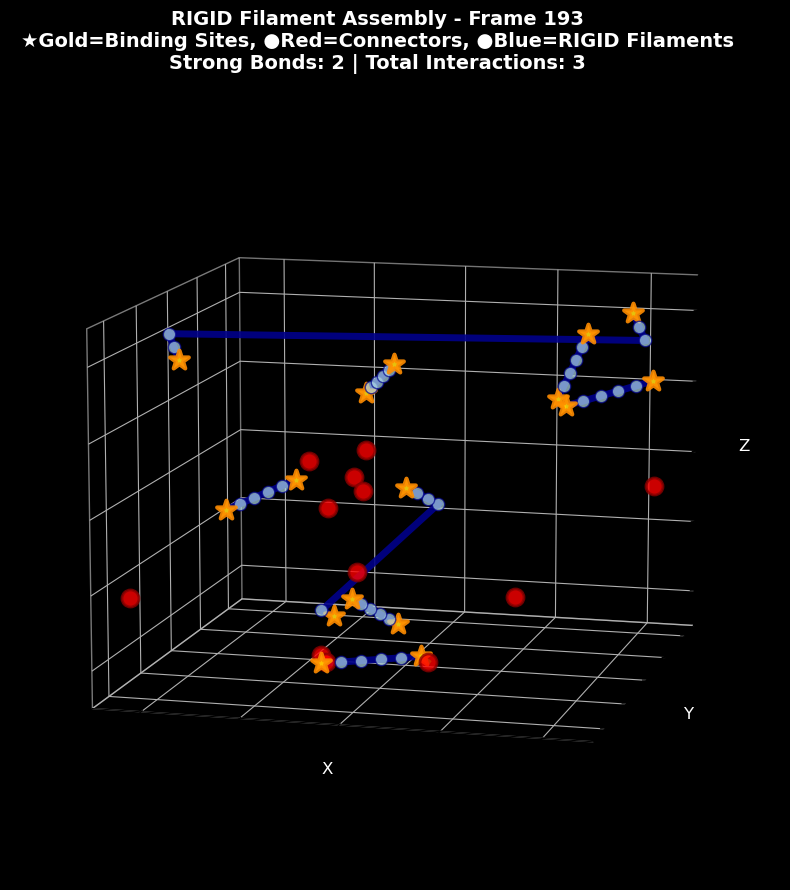 RIGID Filament Assembly - Frame 193
★Gold=Binding Sites, ●Red=Connectors, ●Blue=RIGID Filaments
Strong Bonds: 2 | Total Interactions: 3
Z
Y
X